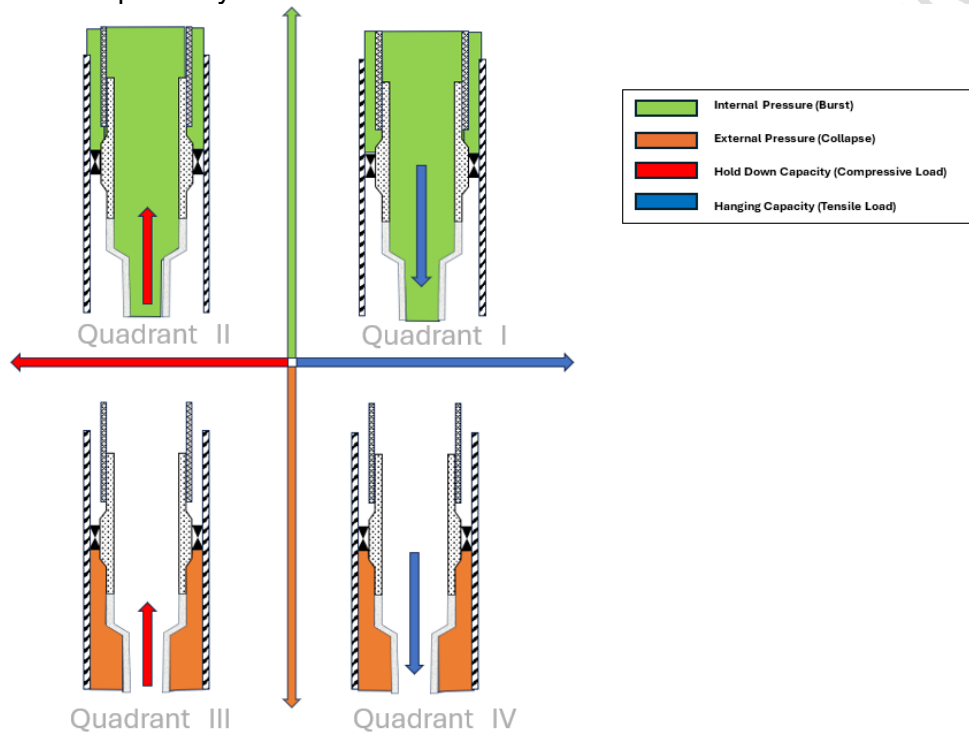 Internal Pressure (Burst)
External Pressure (Collapse)
Hold Down Capacity (Compressive Load)
Hanging Capacity (Tensile Load)
Quadrant II
Quadrant I
Quadrant III
Quadrant IV